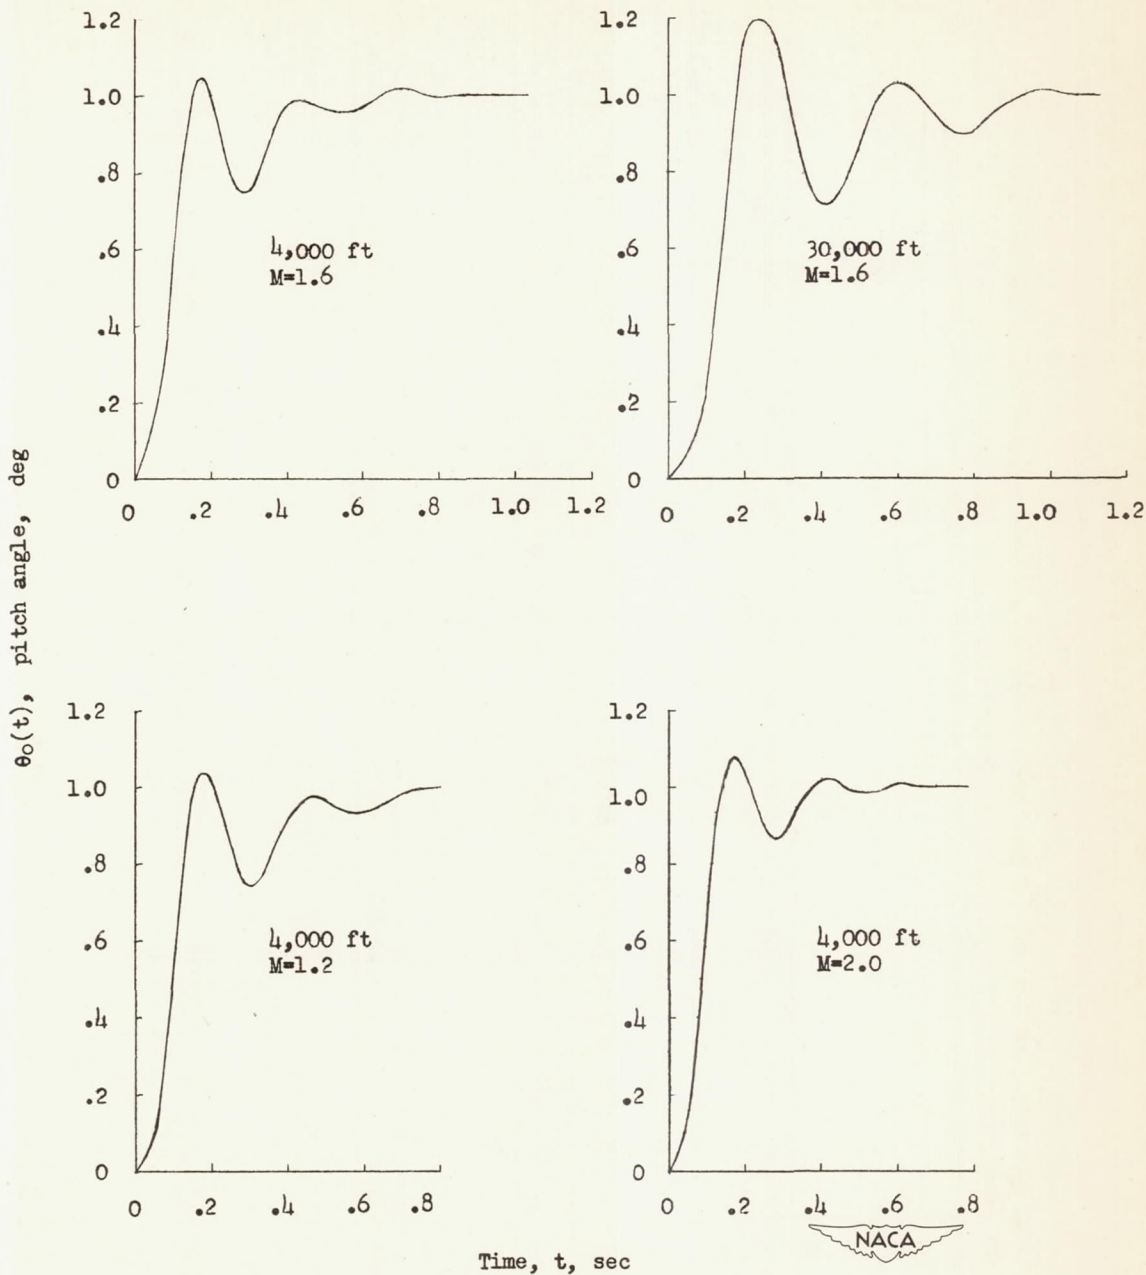 θo(t), pitch angle, deg
1.2
1.0
.8
.6
.4
.2
0
0 .2 .4 .6 .8 1.0 1.2
4,000 ft
M=1.6
1.2
1.0
.8
.6
.4
.2
0
0 .2 .4 .6 .8 1.0 1.2
30,000 ft
M=1.6
1.2
1.0
.8
.6
.4
.2
0
0 .2 .4 .6 .8
4,000 ft
M=1.2
1.2
1.0
.8
.6
.4
.2
0
0 .2 .4 .6 .8
4,000 ft
M=2.0
NACA
Time, t, sec